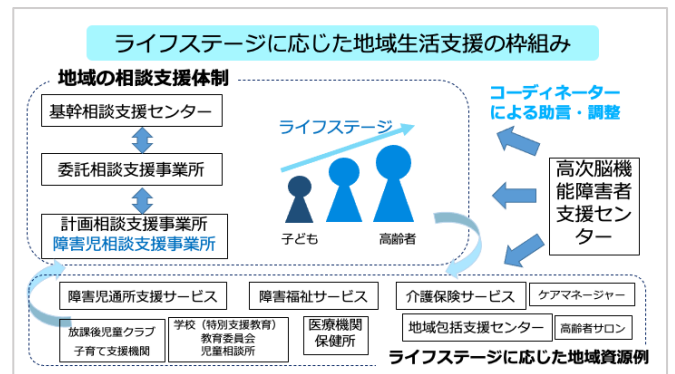 ライフステージに応じた地域生活支援の枠組み
地域の相談支援体制
基幹相談支援センター
委託相談支援事業所
計画相談支援事業所
障害児相談支援事業所
ライフステージ
子ども
高齢者
コーディネーター
による助言・調整
高次脳機
能障害者
支援セン
ター
障害児通所支援サービス
障害福祉サービス
介護保険サービス
ケアマネージャー
放課後児童クラブ
子育て支援機関
学校（特別支援教育）
教育委員会
児童相談所
医療機関
保健所
地域包括支援センター
高齢者サロン
ライフステージに応じた地域資源例